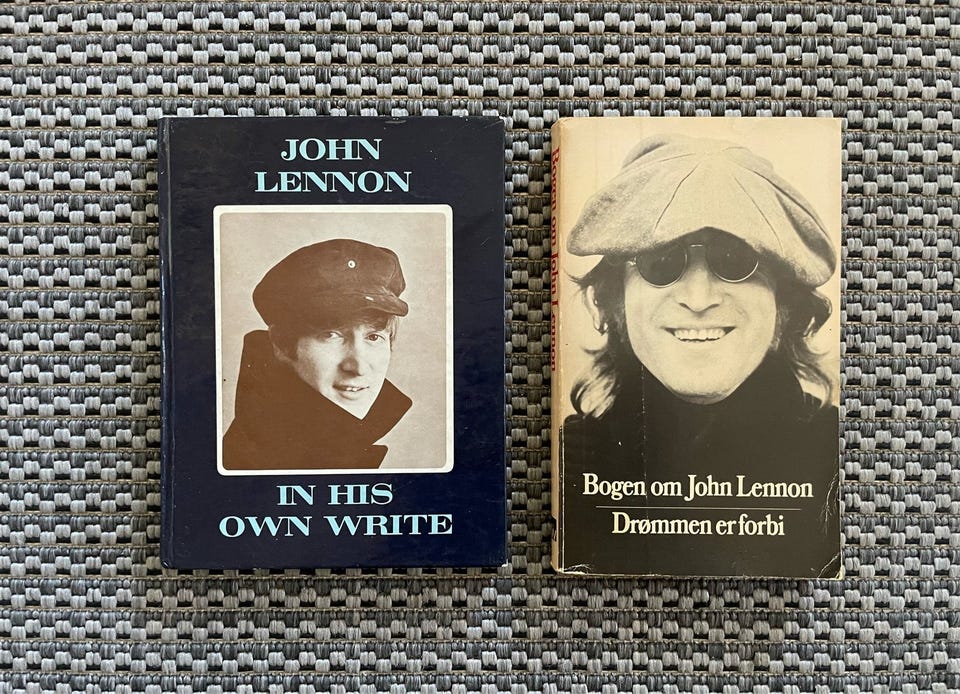 JOHN
LENNON
IN HIS
OWN WRITE
Bogen om John Lennon
Bogen om John Lennon
Drømmen er forbi